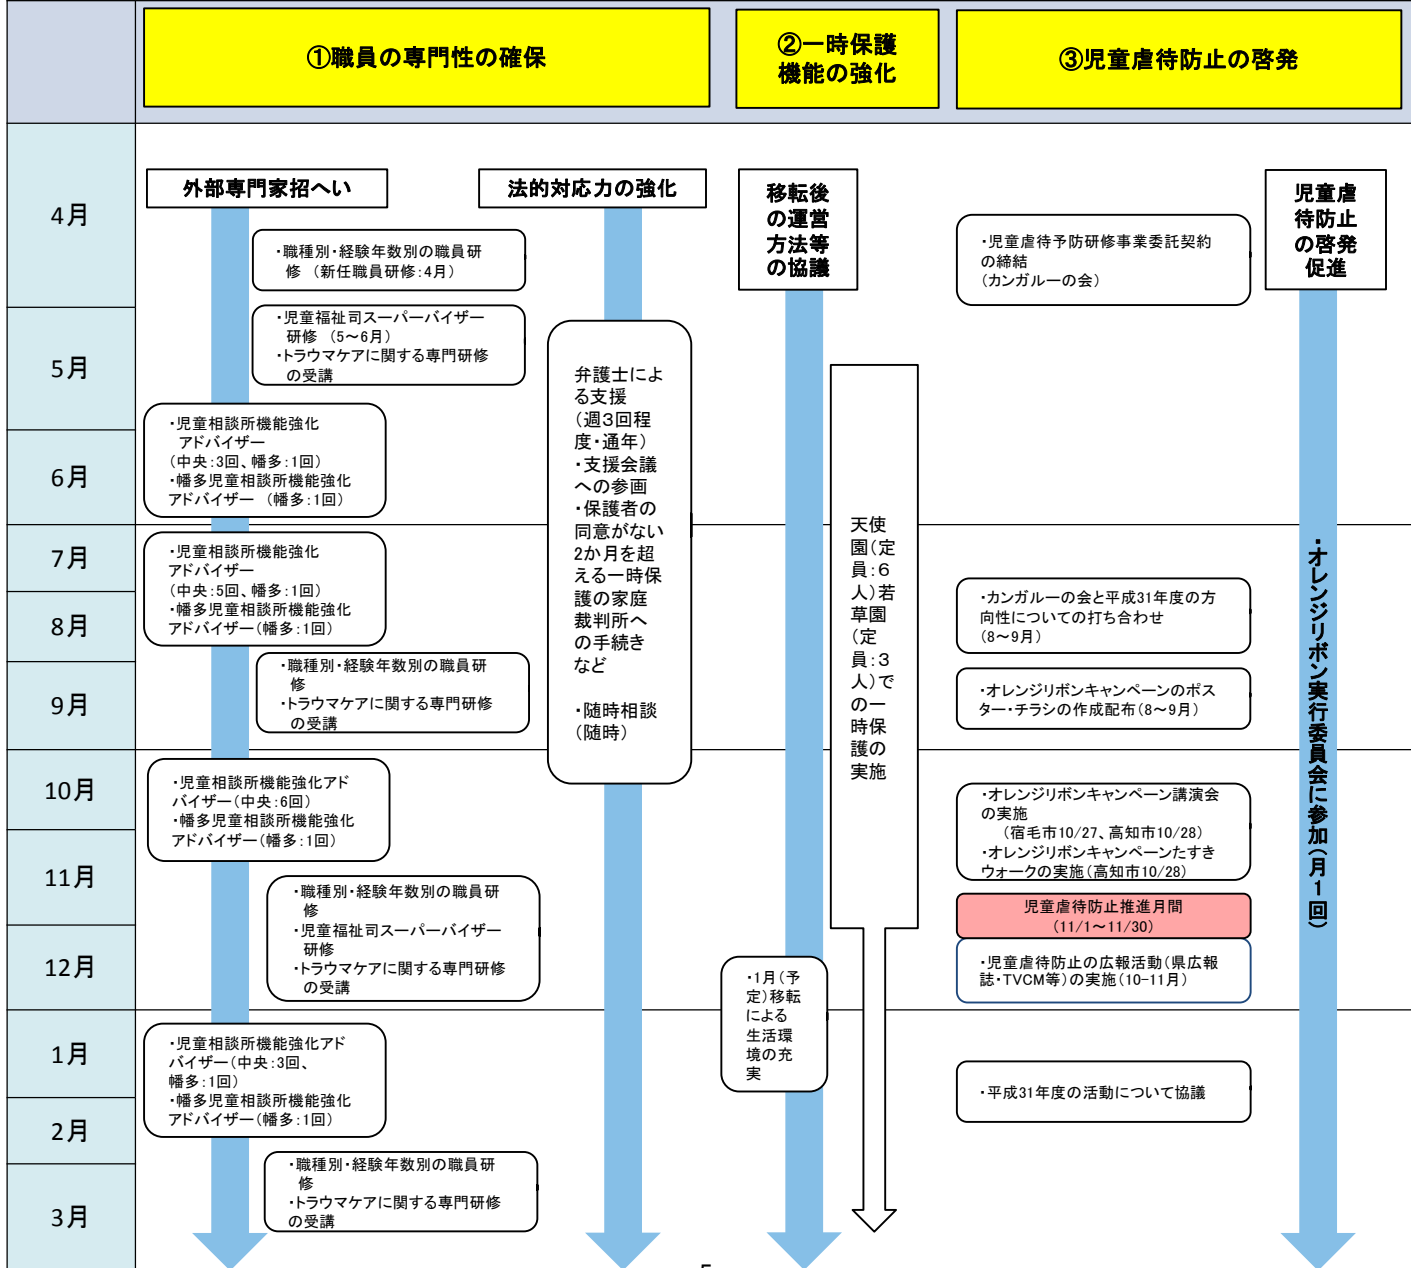 ①職員の専門性の確保
②一時保護
機能の強化
③児童虐待防止の啓発
4月
5月
6月
7月
8月
9月
10月
11月
12月
1月
2月
3月
外部専門家招へい
・職種別・経験年数別の職員研
修 (新任職員研修:4月)
・児童福祉司スーパーバイザー
研修 (5~6月)
・トラウマケアに関する専門研修
の受講
・児童相談所機能強化
アドバイザー
(中央:3回、幡多:1回)
・幡多児童相談所機能強化
アドバイザー (幡多:1回)
・児童相談所機能強化
アドバイザー
(中央:5回、幡多:1回)
・幡多児童相談所機能強化
アドバイザー(幡多:1回)
・職種別・経験年数別の職員研
修
・トラウマケアに関する専門研修
の受講
・児童相談所機能強化アド
バイザー(中央:6回)
・幡多児童相談所機能強化
アドバイザー(幡多:1回)
・職種別・経験年数別の職員研
修
・児童福祉司スーパーバイザー
研修
・トラウマケアに関する専門研修
の受講
・児童相談所機能強化アド
バイザー(中央:3回、
幡多:1回)
・幡多児童相談所機能強化
アドバイザー(幡多:1回)
・職種別・経験年数別の職員研
修
・トラウマケアに関する専門研修
の受講
法的対応力の強化
弁護士によ
る支援
(週3回程
度・通年)
・支援会議
への参画
・保護者の
同意がない
2か月を超
える一時保
護の家庭
裁判所へ
の手続き
など
・随時相談
(随時)
移転後
の運営
方法等
の協議
天使
園(定
員:6
人)若
草園
(定
員:3
人)で
の一
時保
護の
実施
・1月(予
定)移転
による
生活環
境の充
実
・児童虐待予防研修事業委託契約
の締結
(カンガルーの会)
・カンガルーの会と平成31年度の方
向性についての打ち合わせ
(8~9月)
・オレンジリボンキャンペーンのポス
ター・チラシの作成配布(8~9月)
・オレンジリボンキャンペーン講演会
の実施
(宿毛市10/27、高知市10/28)
・オレンジリボンキャンペーンたすき
ウォークの実施(高知市10/28)
児童虐待防止推進月間
(11/1~11/30)
・児童虐待防止の広報活動(県広報
誌・TVCM等)の実施(10-11月)
・平成31年度の活動について協議
児童虐
待防止
の啓発
促進
・オレンジリボン実行委員会に参加(月1回)